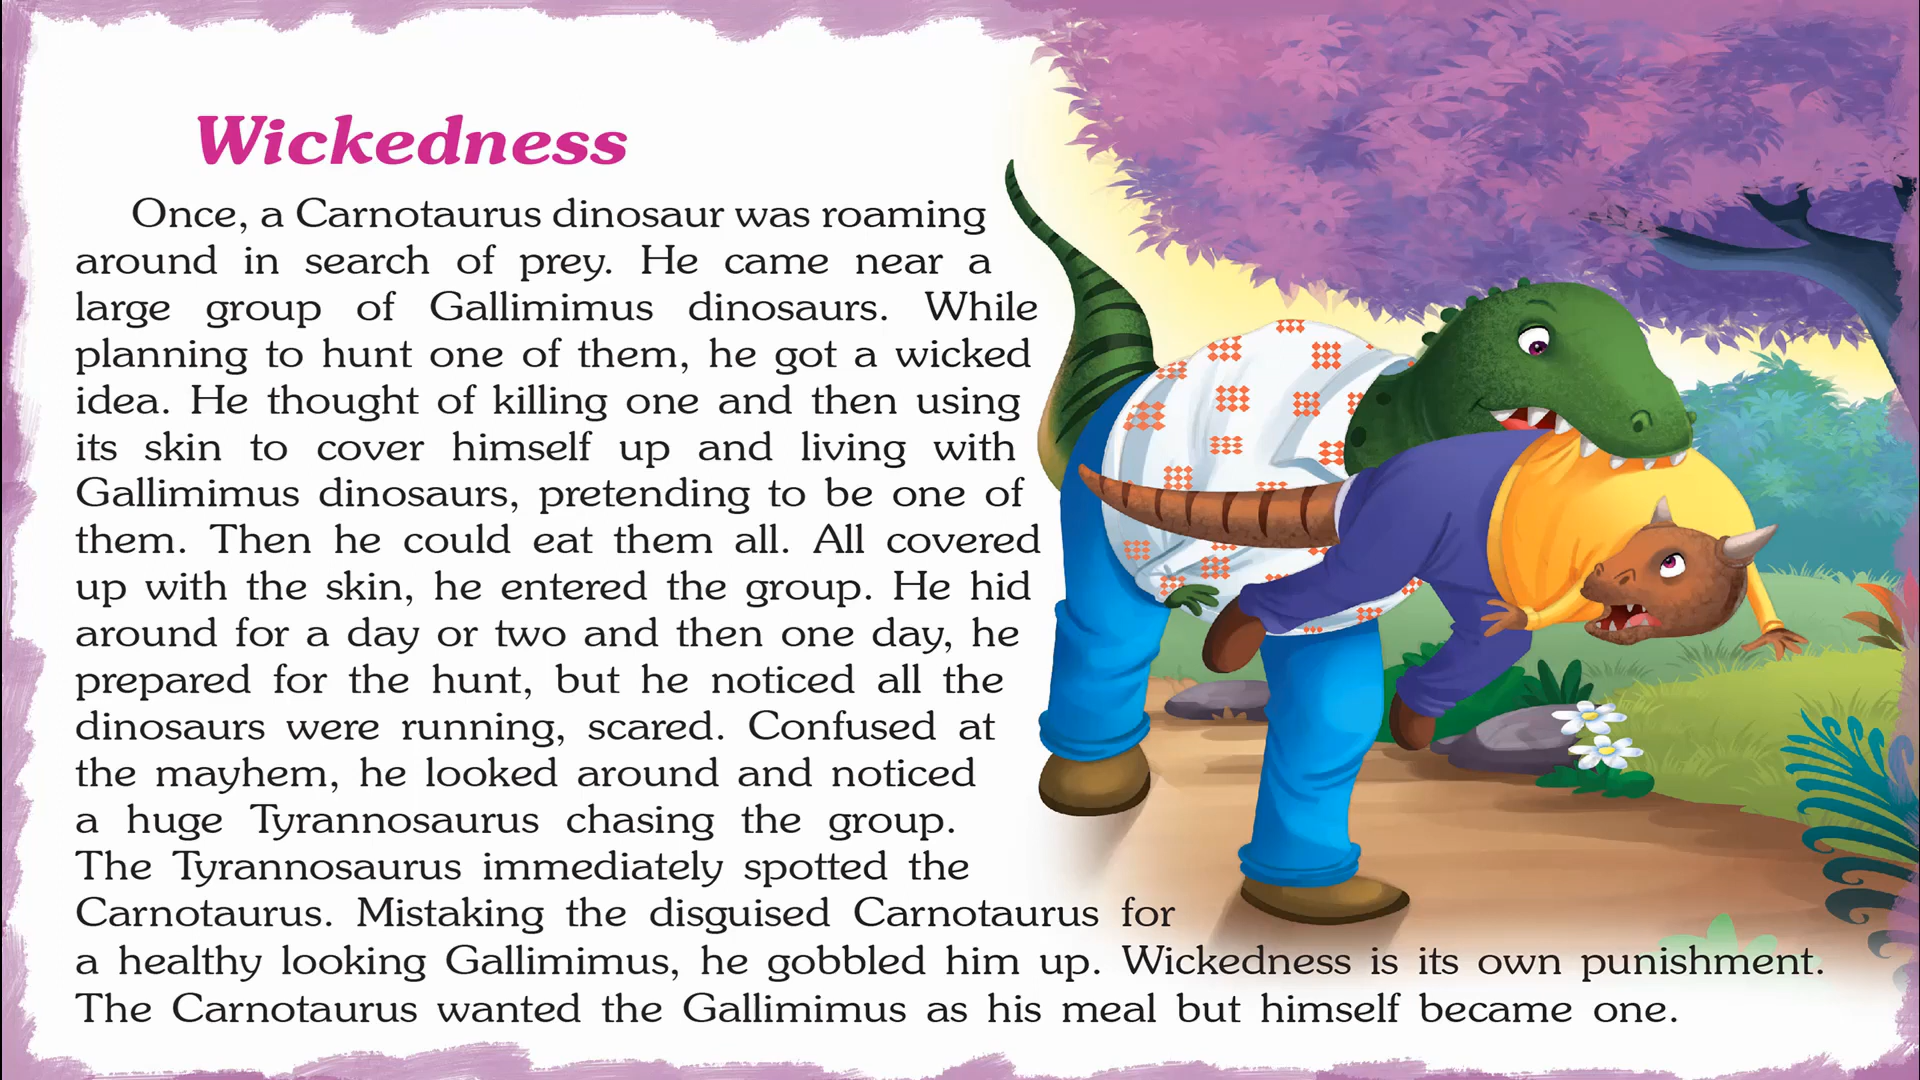 Wickedness
Once, a Carnotaurus dinosaur was roaming
around in search of prey. He came near a
large group of Gallimimus dinosaurs. While
planning to hunt one of them, he got a wicked
idea. He thought of killing one and then using
its skin to cover himself up and living with
Gallimimus dinosaurs, pretending to be one of
them. Then he could eat them all. All covered
up with the skin, he entered the group. He hid
around for a day or two and then one day, he
prepared for the hunt, but he noticed all the
dinosaurs were running, scared. Confused at
the mayhem, he looked around and noticed
a huge Tyrannosaurus chasing the group.
The Tyrannosaurus immediately spotted the
Carnotaurus. Mistaking the disguised Carnotaurus for
a healthy looking Gallimimus, he gobbled him up. Wickedness is its own punishment.
The Carnotaurus wanted the Gallimimus as his meal but himself became one.